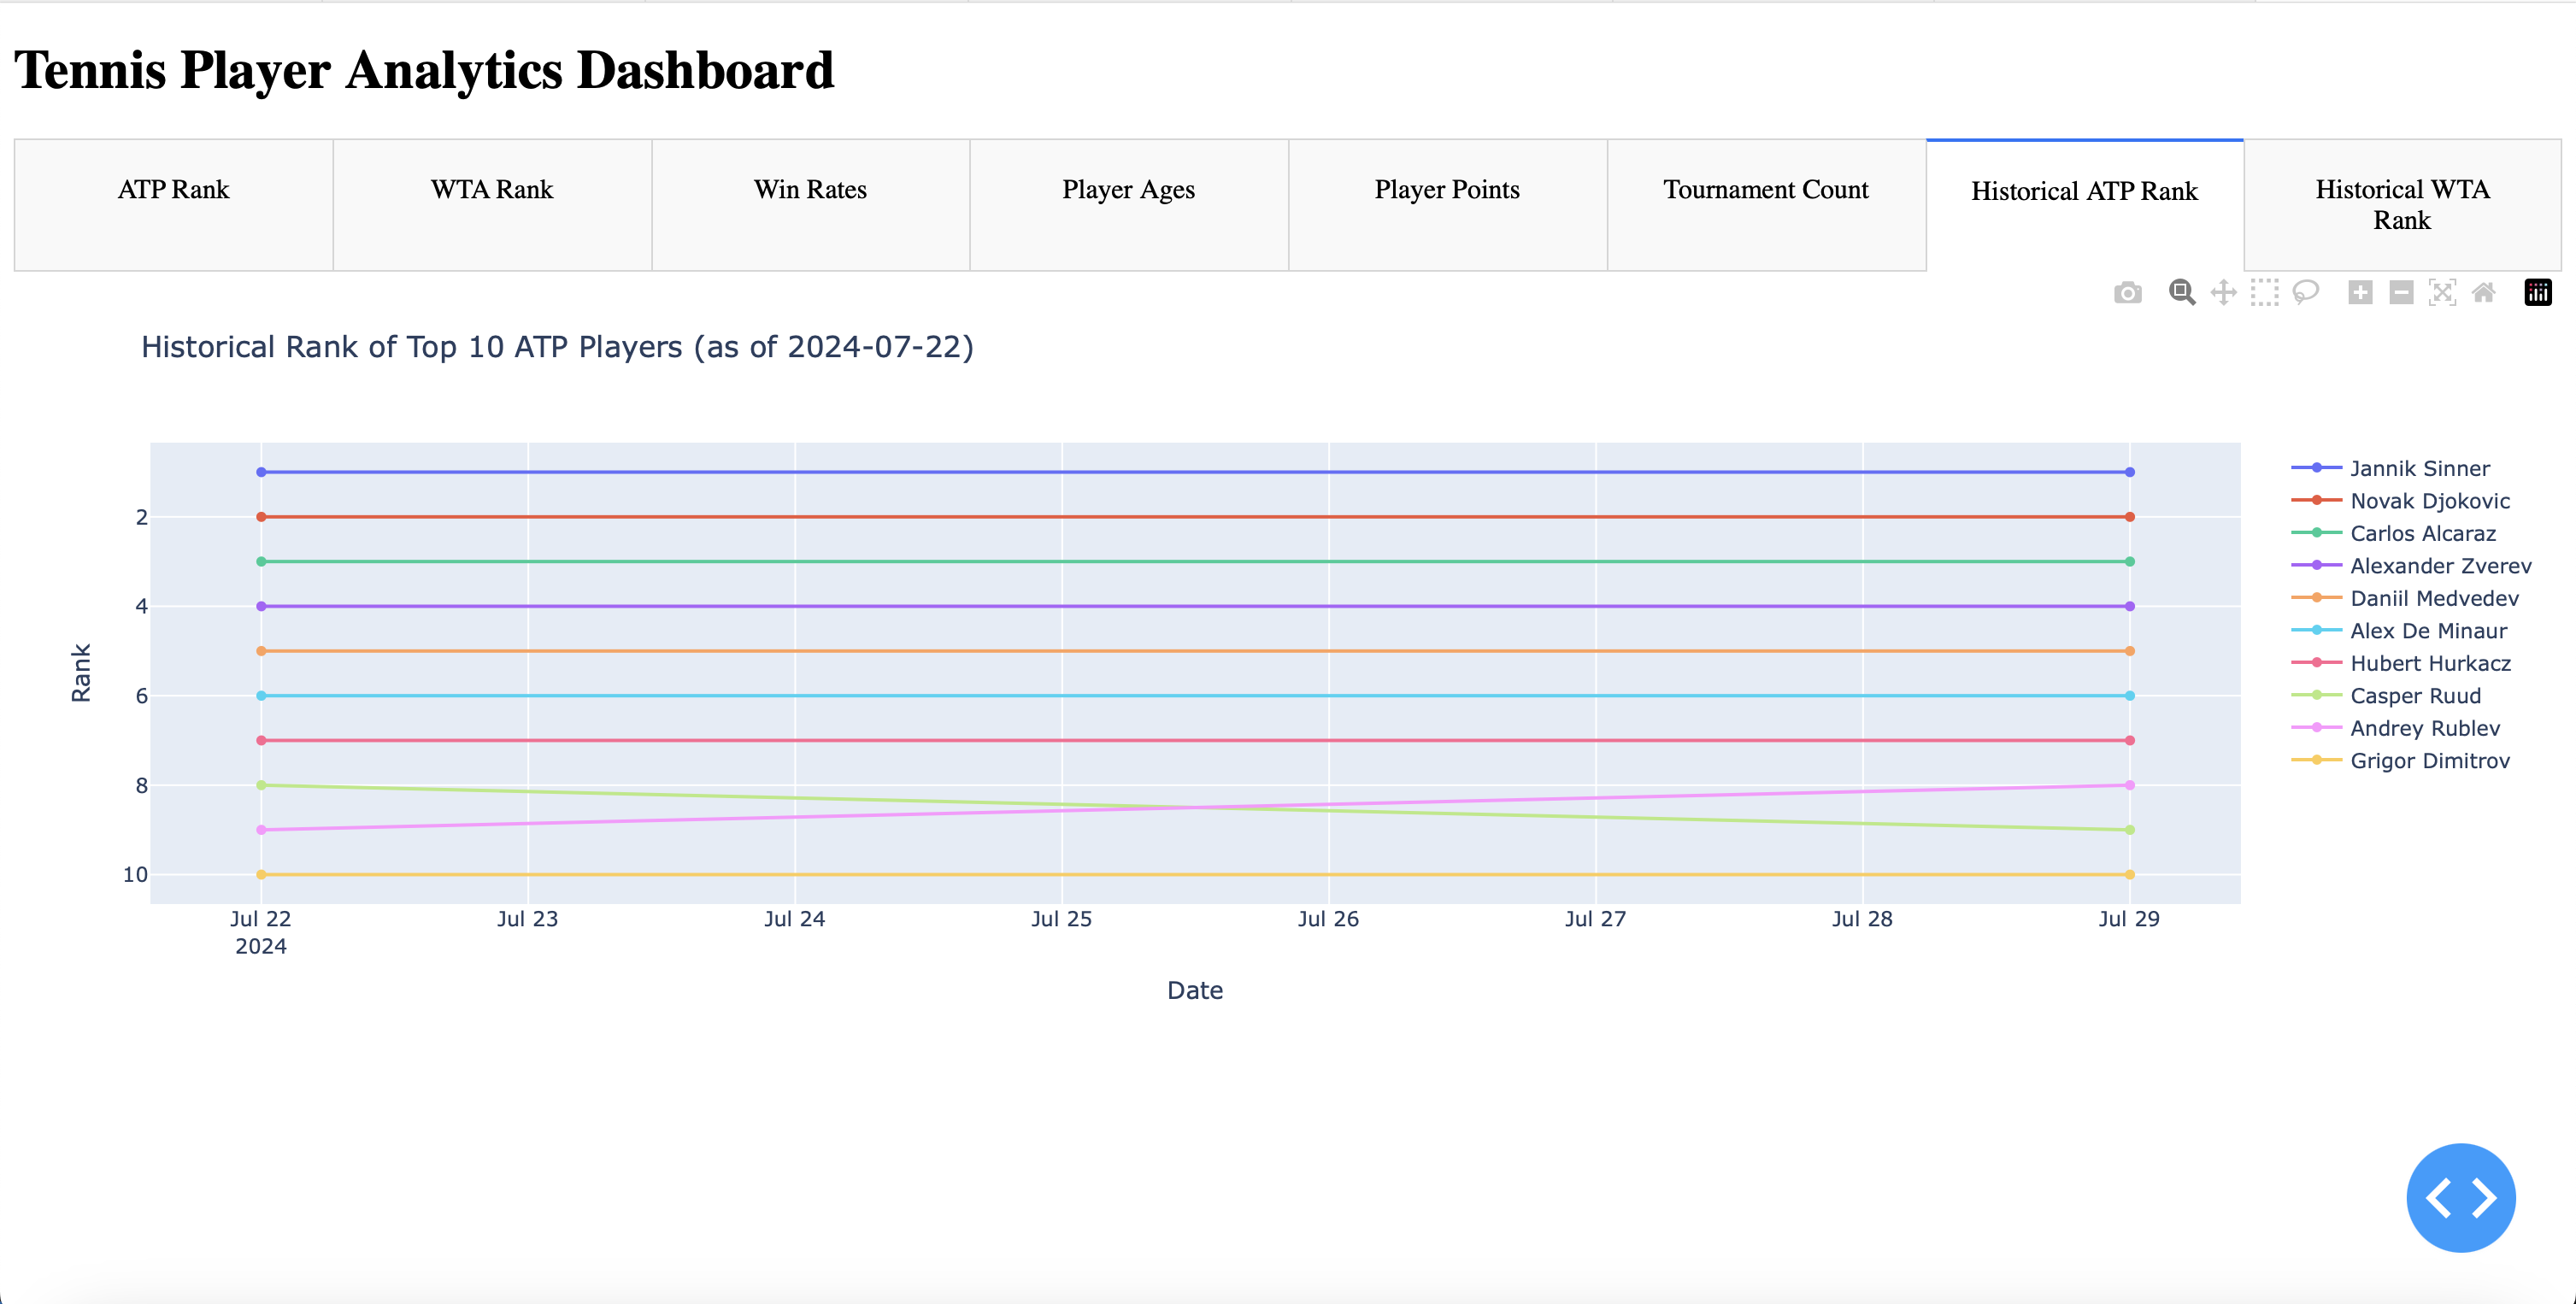 Tennis Player Analytics Dashboard
ATP Rank
WTA Rank
Win Rates
Player Ages
Player Points
Tournament Count
Historical ATP Rank
Historical WTA
Rank
Historical Rank of Top 10 ATP Players (as of 2024-07-22)
Rank
2
4
6
8
10
Jul 22
2024
Jul 23
Jul 24
Jul 25
Jul 26
Jul 27
Jul 28
Jul 29
Date
Jannik Sinner
Novak Djokovic
Carlos Alcaraz
Alexander Zverev
Daniil Medvedev
Alex De Minaur
Hubert Hurkacz
Casper Ruud
Andrey Rublev
Grigor Dimitrov